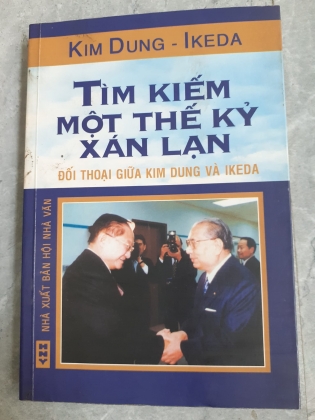 KIM DUNG - IKEDA
TÌM KIẾM
MỘT THẾ KỶ
XÁN LẠN
ĐỐI THOẠI GIỮA KIM DUNG VÀ IKEDA
NHÀ XUẤT BẢN HỘI NHÀ VĂN